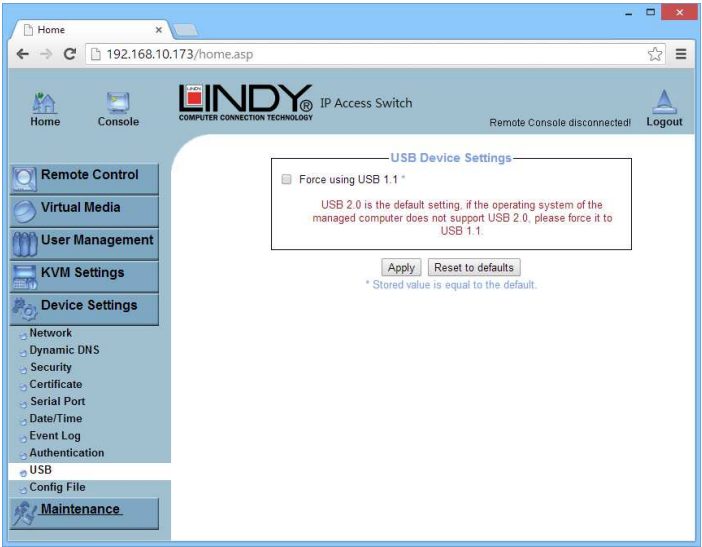 Home
192.168.10.173/home.asp
Home
Console
LINDY®
COMPUTER CONNECTION TECHNOLOGY
IP Access Switch
Remote Console disconnected!
Logout
Remote Control
Virtual Media
User Management
KVM Settings
Device Settings
Network
Dynamic DNS
Security
Certificate
Serial Port
Date/Time
Event Log
Authentication
USB
Config File
Maintenance
USB Device Settings
Force using USB 1.1 *
USB 2.0 is the default setting, if the operating system of the
managed computer does not support USB 2.0, please force it to
USB 1.1.
Apply
Reset to defaults
* Stored value is equal to the default.